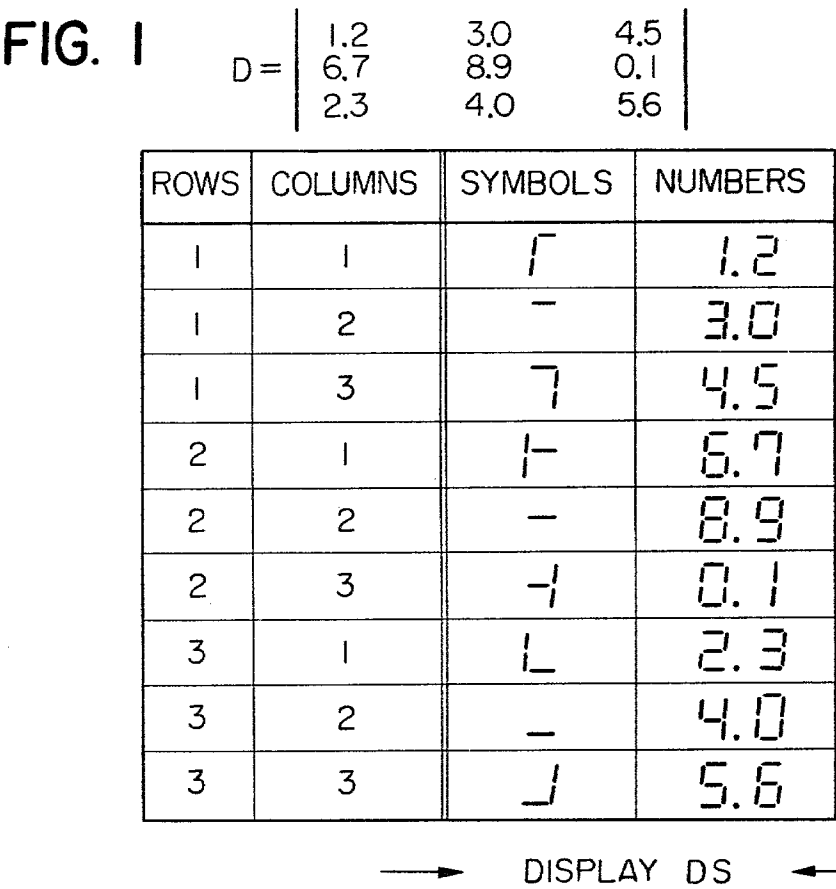 FIG. 1
D = | 1.2 3.0 4.5 |
| 6.7 8.9 0.1 |
| 2.3 4.0 5.6 |
ROWS COLUMNS SYMBOLS NUMBERS
1 1 ┌ 1.2
1 2 ¯ 3.0
1 3 ┐ 4.5
2 1 ├ 6.7
2 2 − 8.9
2 3 ┤ 0.1
3 1 └ 2.3
3 2 _ 4.0
3 3 ┘ 5.6
→ DISPLAY DS ←